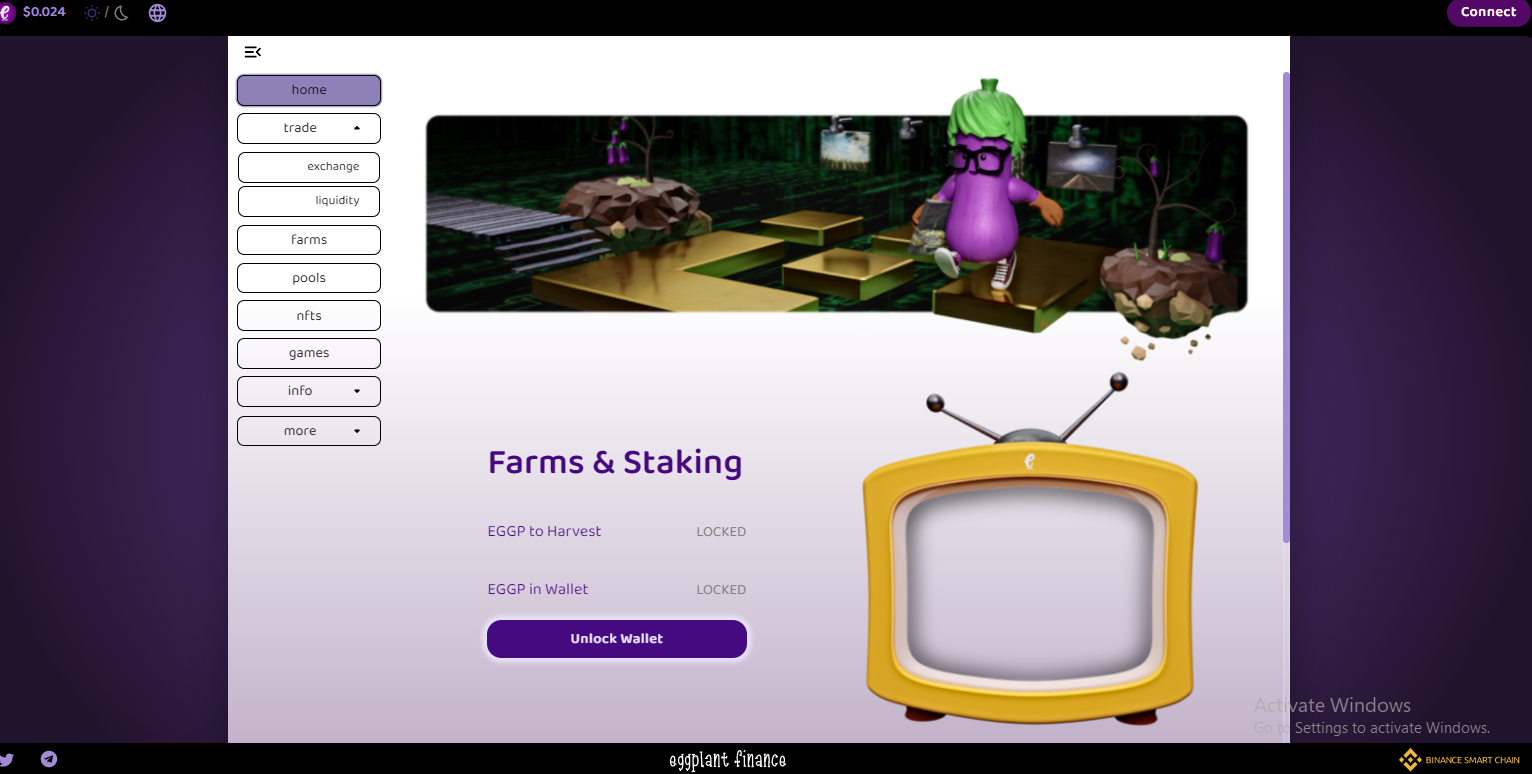 $0.024
/
Connect
home
trade
exchange
liquidity
farms
pools
nfts
games
info
more
Farms & Staking
EGGP to Harvest LOCKED
EGGP in Wallet LOCKED
Unlock Wallet
Activate Windows
Go to Settings to activate Windows.
eggplant finance
BINANCE SMART CHAIN